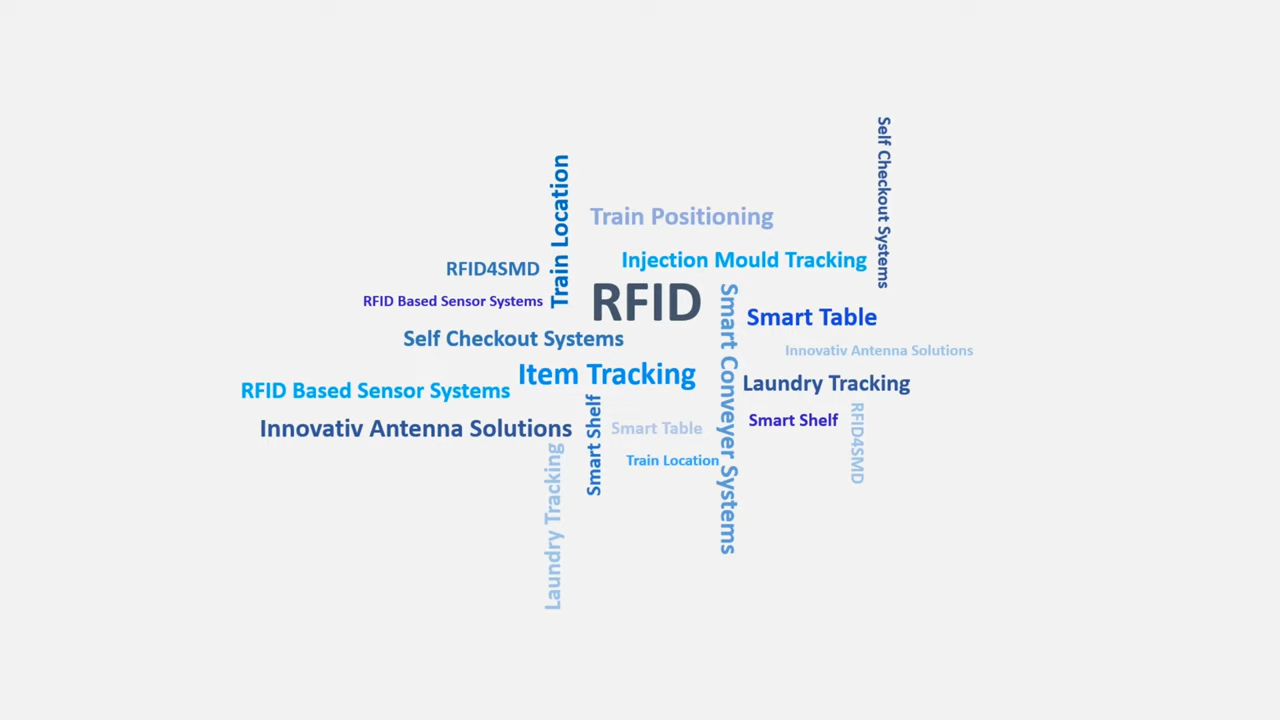 Self Checkout Systems
Train Location
Train Positioning
Injection Mould Tracking
RFID4SMD
RFID Based Sensor Systems
RFID
Smart Conveyer Systems
Smart Table
Self Checkout Systems
Innovativ Antenna Solutions
Item Tracking
Laundry Tracking
RFID Based Sensor Systems
Smart Shelf
Smart Shelf
RFID4SMD
Innovativ Antenna Solutions
Smart Table
Train Location
Laundry Tracking